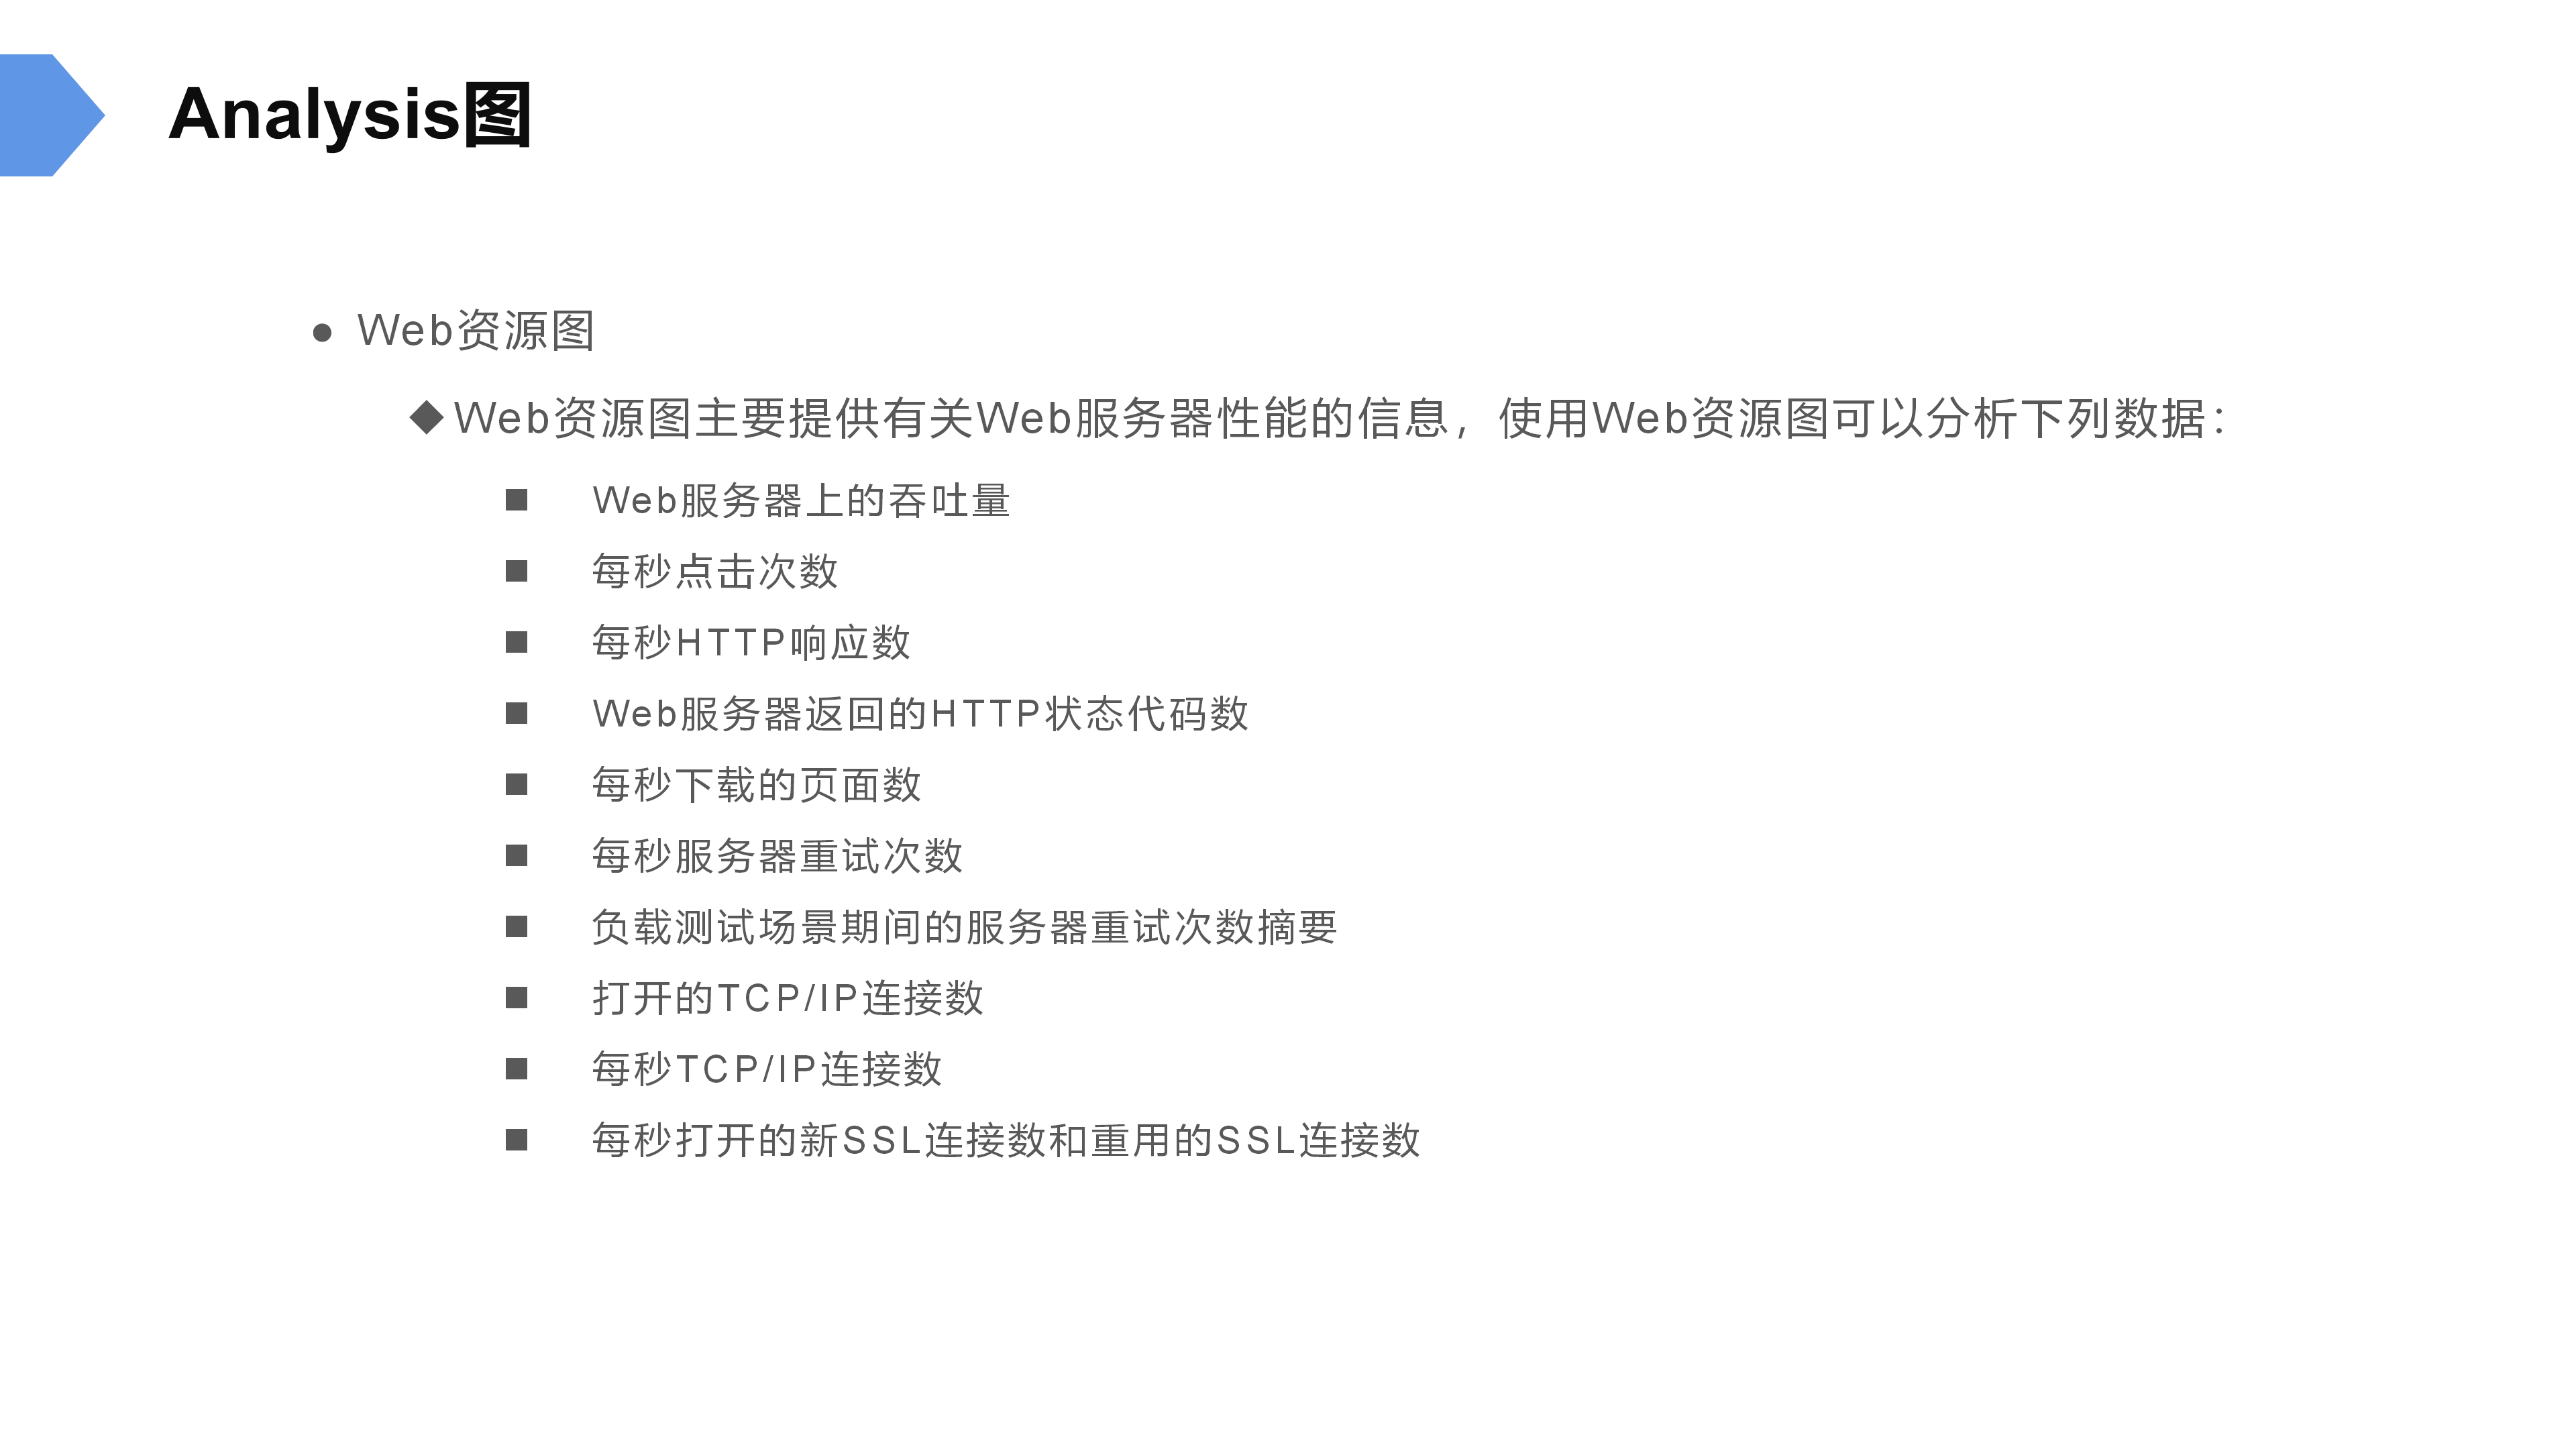 Analysis图
● Web资源图
◆Web资源图主要提供有关Web服务器性能的信息，使用Web资源图可以分析下列数据：
■ Web服务器上的吞吐量
■ 每秒点击次数
■ 每秒HTTP响应数
■ Web服务器返回的HTTP状态代码数
■ 每秒下载的页面数
■ 每秒服务器重试次数
■ 负载测试场景期间的服务器重试次数摘要
■ 打开的TCP/IP连接数
■ 每秒TCP/IP连接数
■ 每秒打开的新SSL连接数和重用的SSL连接数